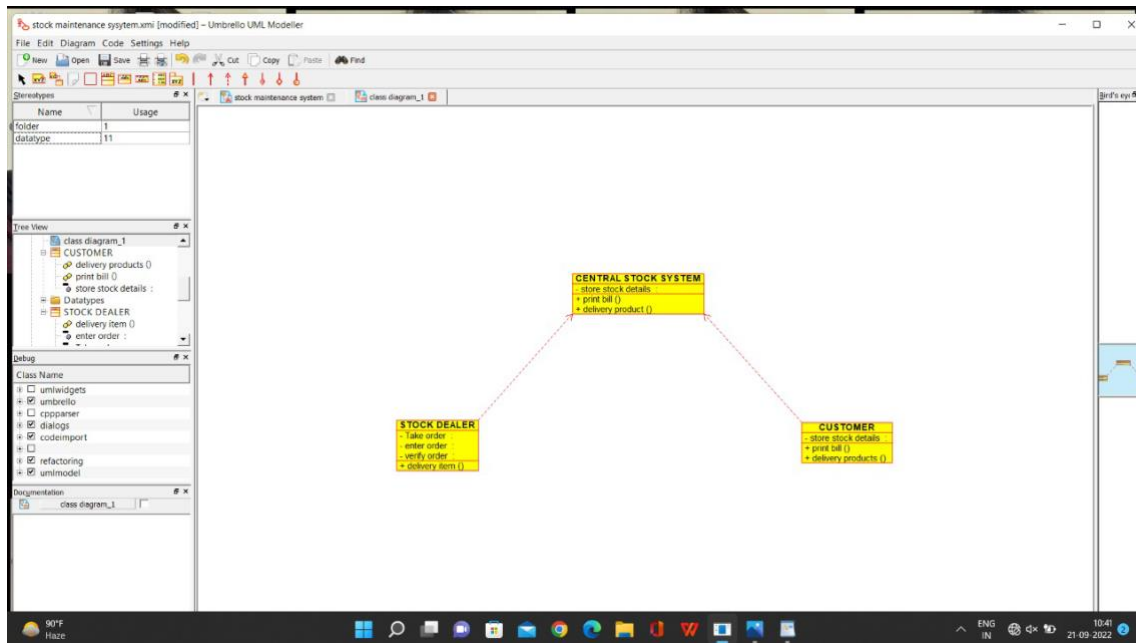 stock maintenance sysytem.xmi [modified] – Umbrello UML Modeller
File Edit Diagram Code Settings Help
New Open Save Cut Copy Paste Find
Stereotypes
stock maintenance system class diagram_1
Bird's eye
Name Usage
folder 1
datatype 11
Tree View
class diagram_1
CUSTOMER
delivery products ()
print bill ()
store stock details :
Datatypes
STOCK DEALER
delivery item ()
enter order :
Debug
Class Name
umlwidgets
umbrello
cppparser
dialogs
codeimport
refactoring
umlmodel
Documentation
class diagram_1
CENTRAL STOCK SYSTEM
- store stock details :
+ print bill ()
+ delivery product ()
STOCK DEALER
- Take order :
- enter order :
- verify order :
+ delivery item ()
CUSTOMER
- store stock details :
+ print bill ()
+ delivery products ()
90°F
Haze
ENG
IN
10:41
21-09-2022
2